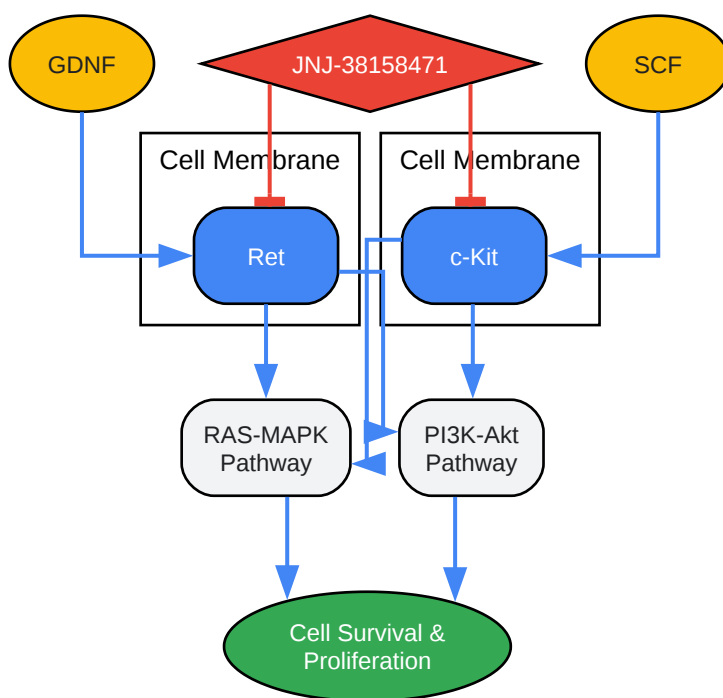 GDNF
JNJ-38158471
SCF
Cell Membrane
Cell Membrane
Ret
c-Kit
RAS-MAPK
Pathway
PI3K-Akt
Pathway
Cell Survival &
Proliferation